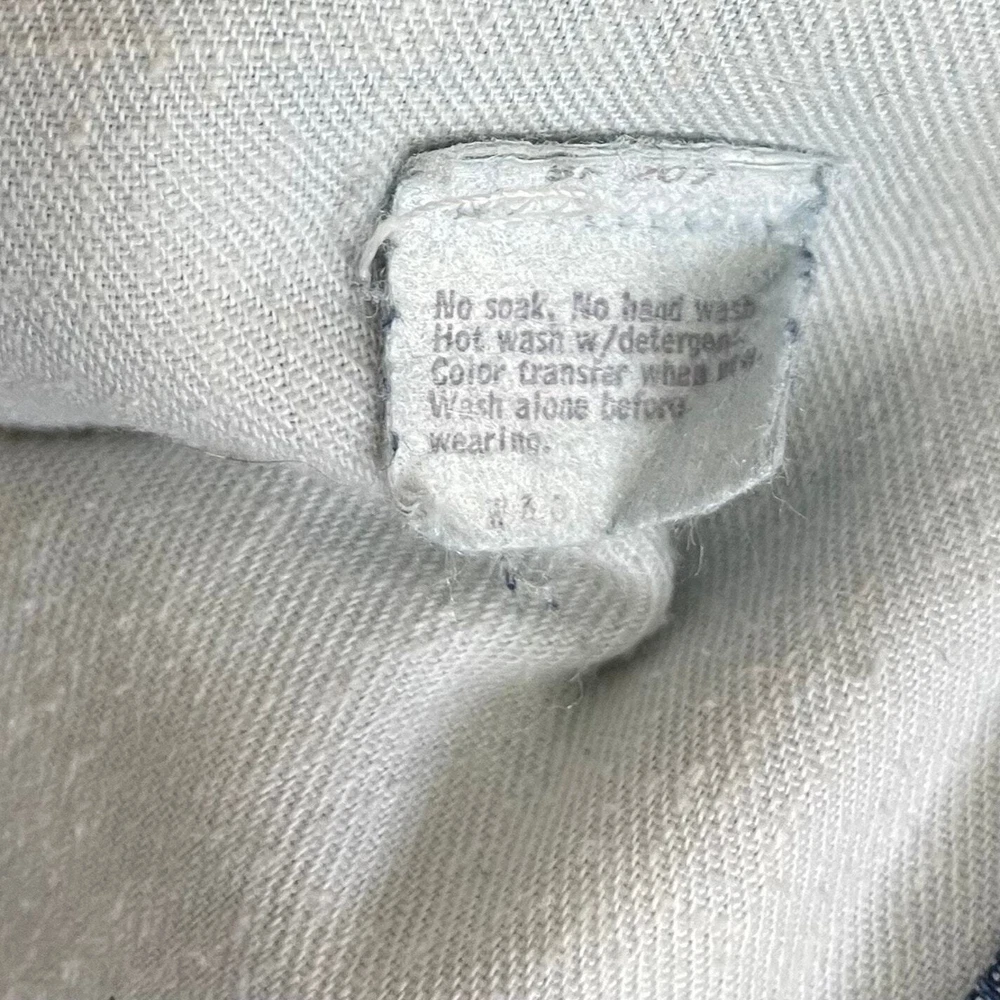 No soak. No hand wash
Hot wash w/detergent.
Color transfer when
Wash alone before
wearing.